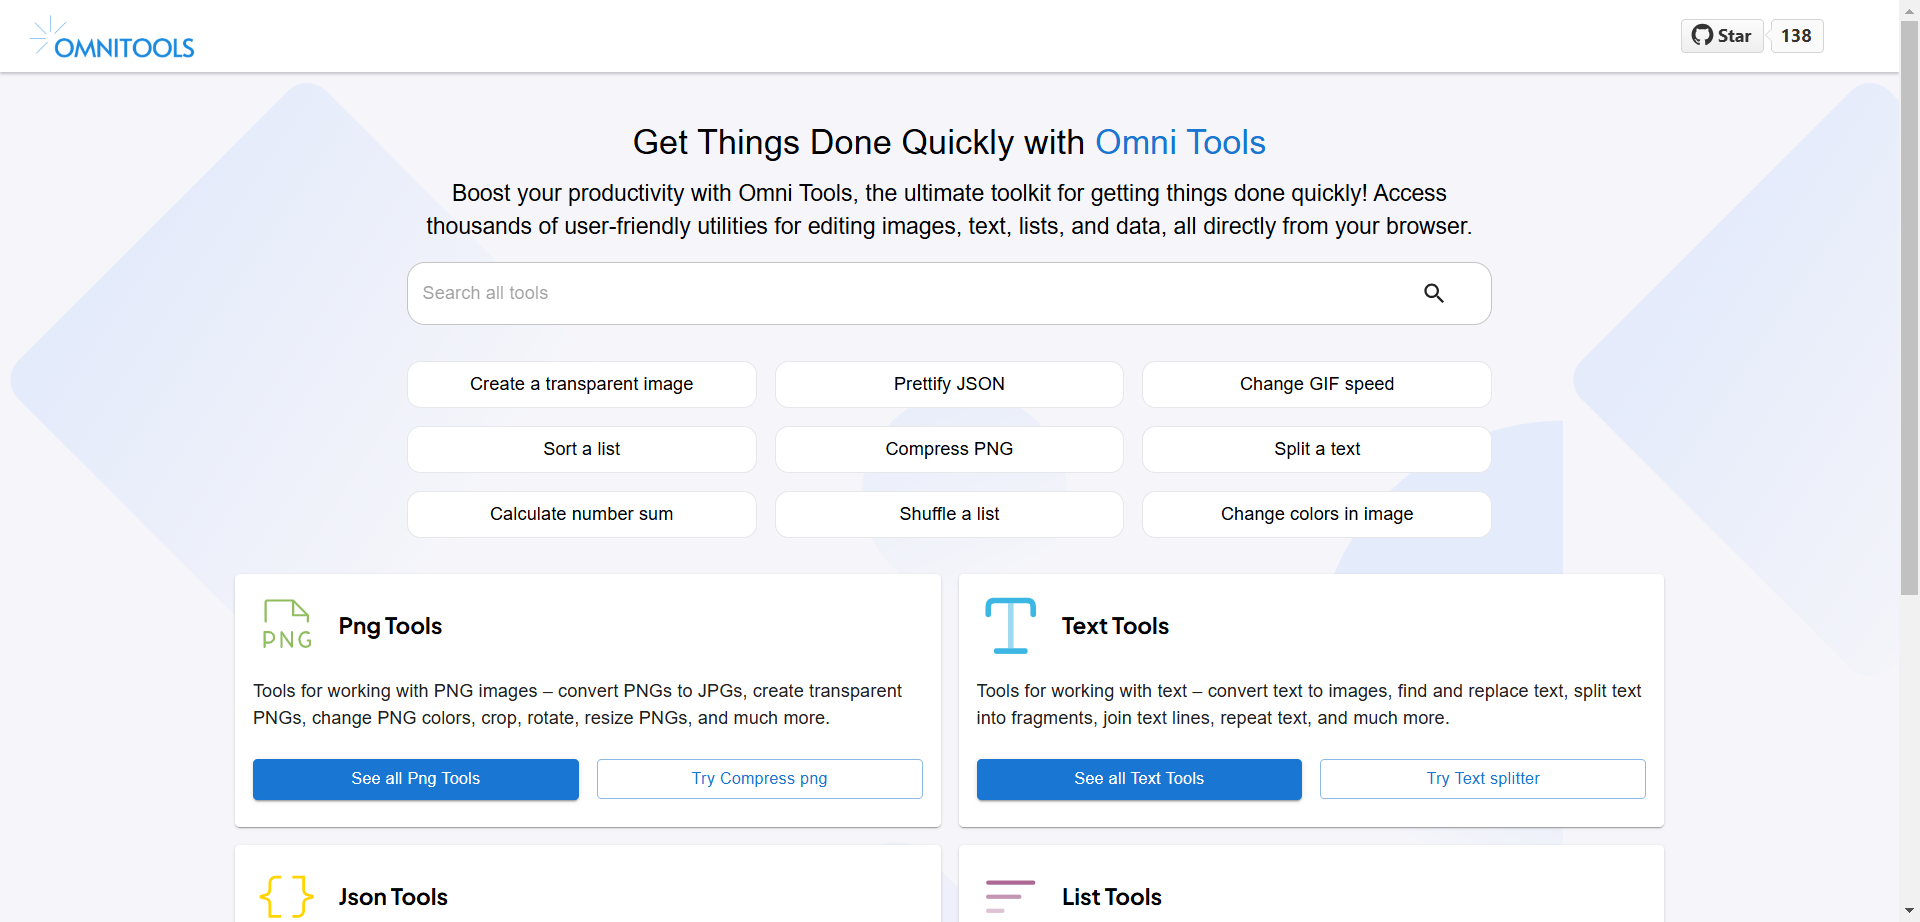 OMNITOOLS
Star
138
Get Things Done Quickly with Omni Tools
Boost your productivity with Omni Tools, the ultimate toolkit for getting things done quickly! Access
thousands of user-friendly utilities for editing images, text, lists, and data, all directly from your browser.
Search all tools
Create a transparent image
Prettify JSON
Change GIF speed
Sort a list
Compress PNG
Split a text
Calculate number sum
Shuffle a list
Change colors in image
PNG
Png Tools
Tools for working with PNG images – convert PNGs to JPGs, create transparent
PNGs, change PNG colors, crop, rotate, resize PNGs, and much more.
See all Png Tools
Try Compress png
Text Tools
Tools for working with text – convert text to images, find and replace text, split text
into fragments, join text lines, repeat text, and much more.
See all Text Tools
Try Text splitter
Json Tools
List Tools